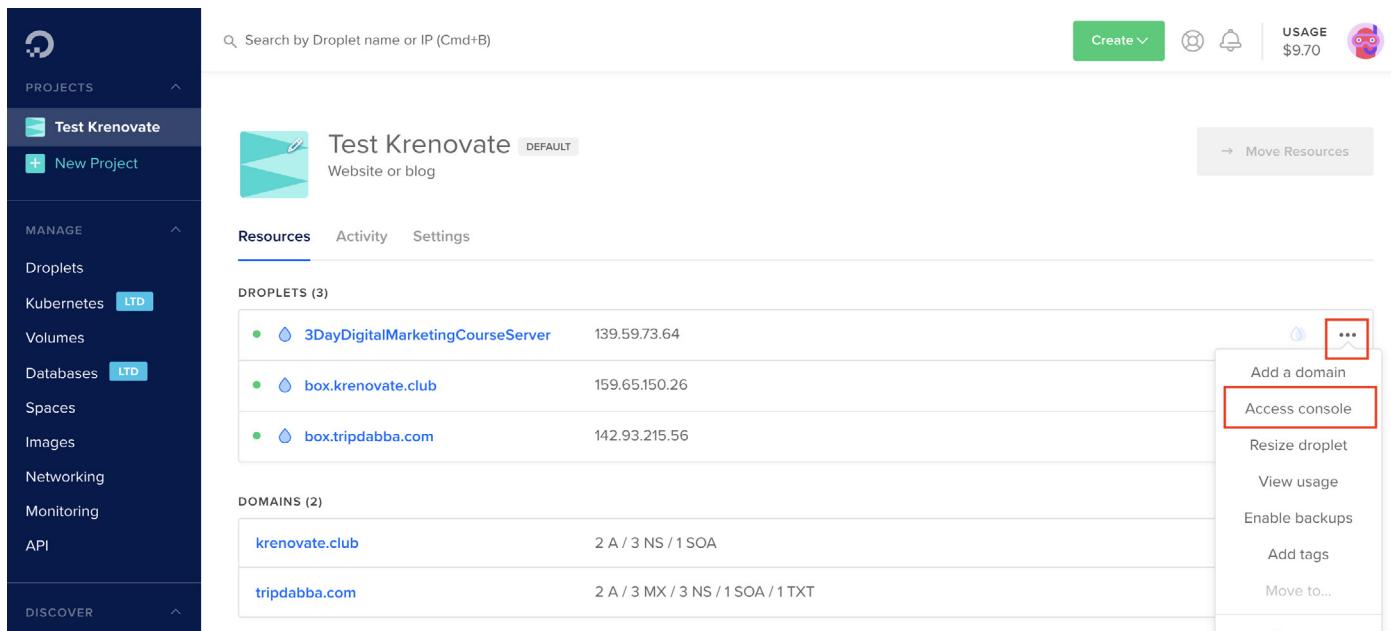 Search by Droplet name or IP (Cmd+B)
Create
USAGE
$9.70
PROJECTS
Test Krenovate
New Project
MANAGE
Droplets
Kubernetes LTD
Volumes
Databases LTD
Spaces
Images
Networking
Monitoring
API
DISCOVER
Test Krenovate DEFAULT
Website or blog
→ Move Resources
Resources Activity Settings
DROPLETS (3)
3DayDigitalMarketingCourseServer 139.59.73.64
box.krenovate.club 159.65.150.26
box.tripdabba.com 142.93.215.56
DOMAINS (2)
krenovate.club 2 A / 3 NS / 1 SOA
tripdabba.com 2 A / 3 MX / 3 NS / 1 SOA / 1 TXT
Add a domain
Access console
Resize droplet
View usage
Enable backups
Add tags
Move to...